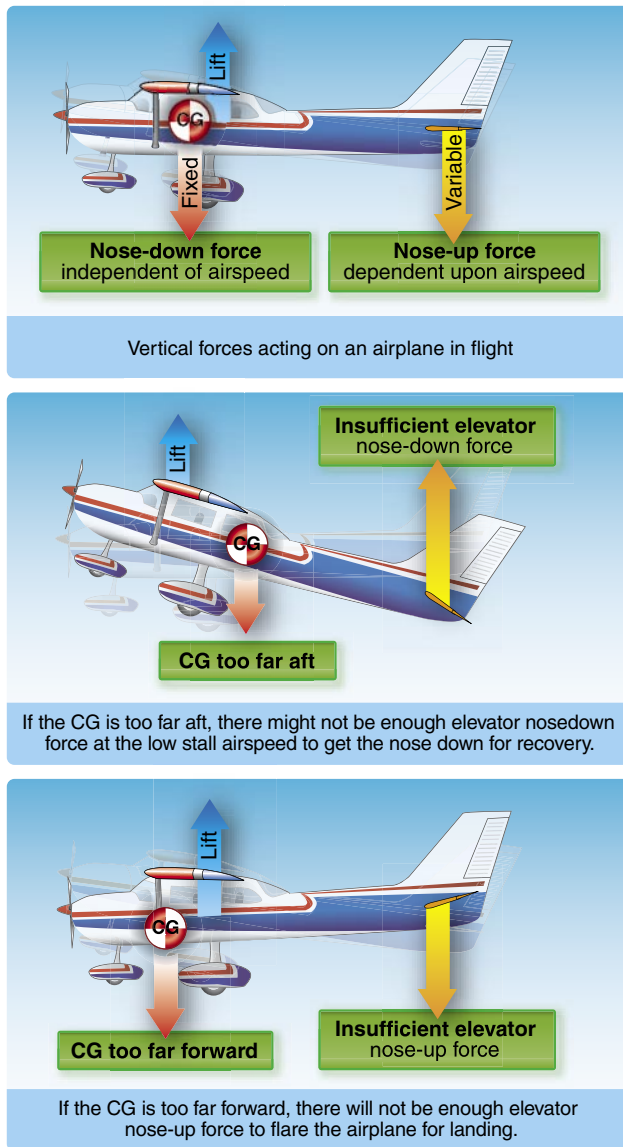 Lift
CG
Fixed
Variable
Nose-down force
independent of airspeed
Nose-up force
dependent upon airspeed
Vertical forces acting on an airplane in flight
Insufficient elevator
nose-down force
Lift
CG
CG too far aft
If the CG is too far aft, there might not be enough elevator nosedown
force at the low stall airspeed to get the nose down for recovery.
Lift
CG
CG too far forward
Insufficient elevator
nose-up force
If the CG is too far forward, there will not be enough elevator
nose-up force to flare the airplane for landing.